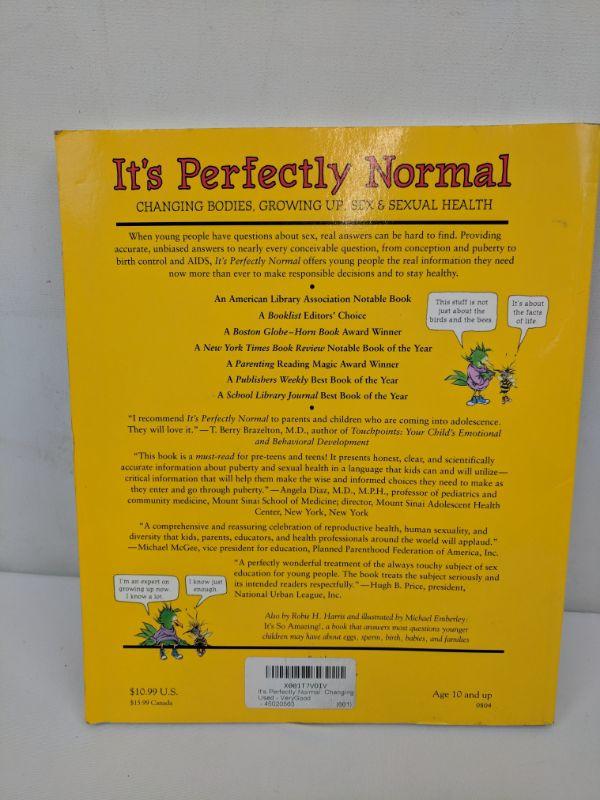 It's Perfectly Normal
CHANGING BODIES, GROWING UP, SEX & SEXUAL HEALTH
When young people have questions about sex, real answers can be hard to find. Providing
accurate, unbiased answers to nearly every conceivable question, from conception and puberty to
birth control and AIDS, It's Perfectly Normal offers young people the real information they need
now more than ever to make responsible decisions and to stay healthy.
•
An American Library Association Notable Book
A Booklist Editors' Choice
A Boston Globe–Horn Book Award Winner
A New York Times Book Review Notable Book of the Year
A Parenting Reading Magic Award Winner
A Publishers Weekly Best Book of the Year
A School Library Journal Best Book of the Year
•
This stuff is not
just about the
birds and the bees.
It's about
the facts
of life.
"I recommend It's Perfectly Normal to parents and children who are coming into adolescence.
They will love it."—T. Berry Brazelton, M.D., author of Touchpoints: Your Child's Emotional
and Behavioral Development
"This book is a must-read for pre-teens and teens! It presents honest, clear, and scientifically
accurate information about puberty and sexual health in a language that kids can and will utilize—
critical information that will help them make the wise and informed choices they need to make as
they enter and go through puberty."—Angela Diaz, M.D., M.P.H., professor of pediatrics and
community medicine, Mount Sinai School of Medicine; director, Mount Sinai Adolescent Health
Center, New York, New York
"A comprehensive and reassuring celebration of reproductive health, human sexuality, and
diversity that kids, parents, educators, and health professionals around the world will applaud."
—Michael McGee, vice president for education, Planned Parenthood Federation of America, Inc.
"A perfectly wonderful treatment of the always touchy subject of sex
education for young people. The book treats the subject seriously and
its intended readers respectfully."—Hugh B. Price, president,
National Urban League, Inc.
I'm an expert on
growing up now.
I know a lot.
I know just
enough.
Also by Robie H. Harris and illustrated by Michael Emberley:
It's So Amazing!, a book that answers most questions younger
children may have about eggs, sperm, birth, babies, and families
X001T7VOIV
It's Perfectly Normal: Changing
Used - VeryGood
- 45020560 (601)
$10.99 U.S.
$15.99 Canada
Age 10 and up
0804